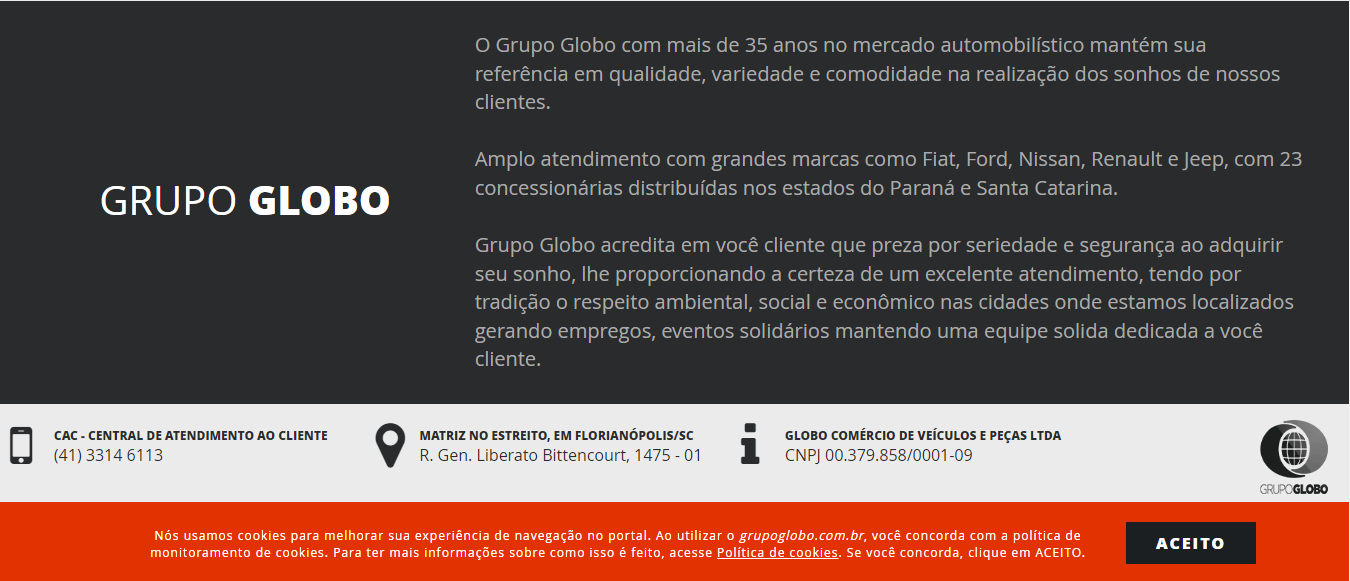 O Grupo Globo com mais de 35 anos no mercado automobilístico mantém sua
referência em qualidade, variedade e comodidade na realização dos sonhos de nossos
clientes.
Amplo atendimento com grandes marcas como Fiat, Ford, Nissan, Renault e Jeep, com 23
concessionárias distribuídas nos estados do Paraná e Santa Catarina.
GRUPO GLOBO
Grupo Globo acredita em você cliente que preza por seriedade e segurança ao adquirir
seu sonho, lhe proporcionando a certeza de um excelente atendimento, tendo por
tradição o respeito ambiental, social e econômico nas cidades onde estamos localizados
gerando empregos, eventos solidários mantendo uma equipe solida dedicada a você
cliente.
CAC - CENTRAL DE ATENDIMENTO AO CLIENTE
(41) 3314 6113
MATRIZ NO ESTREITO, EM FLORIANÓPOLIS/SC
R. Gen. Liberato Bittencourt, 1475 - 01
GLOBO COMÉRCIO DE VEÍCULOS E PEÇAS LTDA
CNPJ 00.379.858/0001-09
GRUPOGLOBO
Nós usamos cookies para melhorar sua experiência de navegação no portal. Ao utilizar o grupoglobo.com.br, você concorda com a política de
monitoramento de cookies. Para ter mais informações sobre como isso é feito, acesse Política de cookies. Se você concorda, clique em ACEITO.
ACEITO